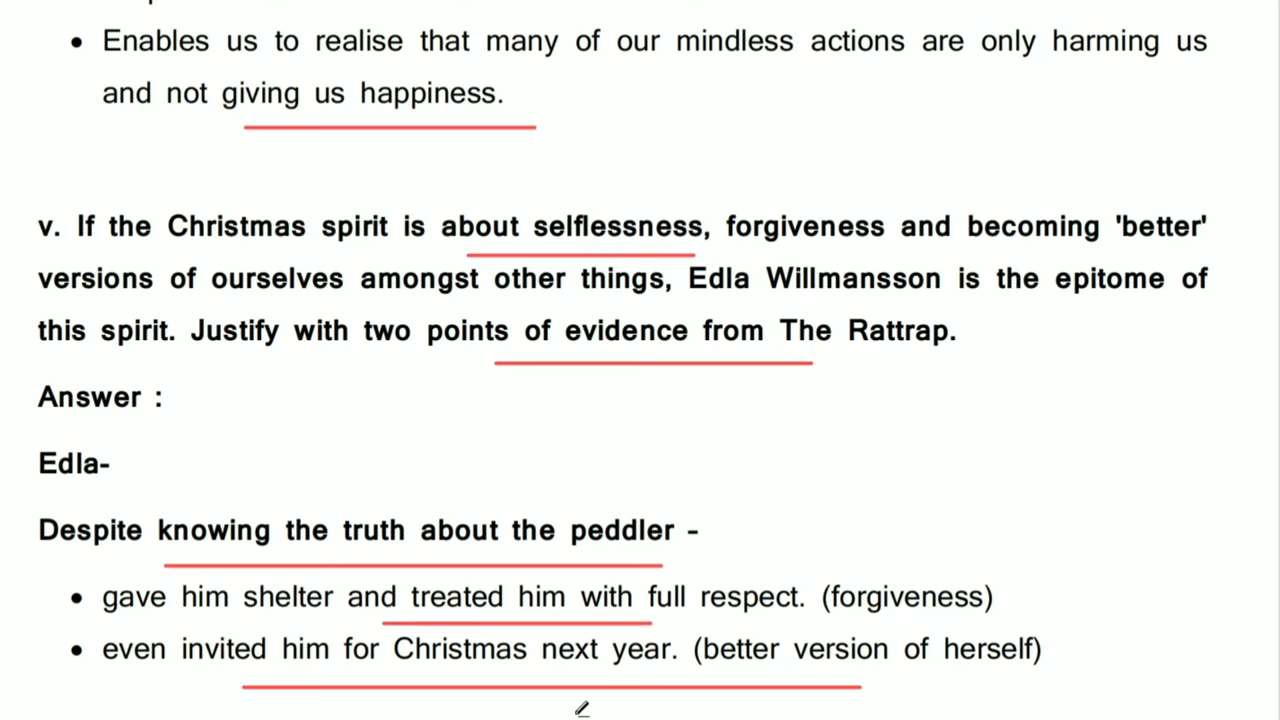 • Enables us to realise that many of our mindless actions are only harming us
and not giving us happiness.
v. If the Christmas spirit is about selflessness, forgiveness and becoming 'better'
versions of ourselves amongst other things, Edla Willmansson is the epitome of
this spirit. Justify with two points of evidence from The Rattrap.
Answer :
Edla-
Despite knowing the truth about the peddler -
• gave him shelter and treated him with full respect. (forgiveness)
• even invited him for Christmas next year. (better version of herself)